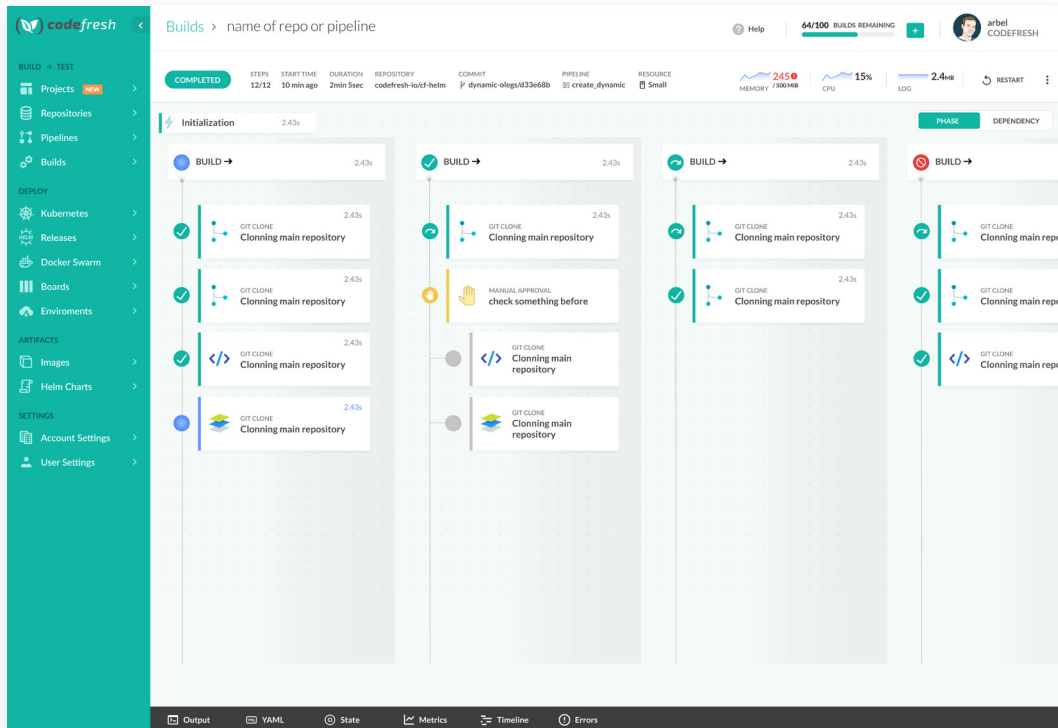 codefresh
Builds > name of repo or pipeline
Help
64/100 BUILDS REMAINING
+
arbel
CODEFRESH
BUILD → TEST
Projects NEW
Repositories
Pipelines
Builds
DEPLOY
Kubernetes
HELM Releases
Docker Swarm
Boards
Enviroments
ARTIFACTS
Images
Helm Charts
SETTINGS
Account Settings
User Settings
COMPLETED
STEPS
12/12
START TIME
10 min ago
DURATION
2min 5sec
REPOSITORY
codefresh-io/cf-helm
COMMIT
dynamic-olegs/d33e68b
PIPELINE
create_dynamic
RESOURCE
Small
245
MEMORY / 500 MiB
15%
CPU
2.4MB
LOG
RESTART
Initialization 2.43s
PHASE DEPENDENCY
BUILD → 2.43s
2.43s
GIT CLONE
Clonning main repository
2.43s
GIT CLONE
Clonning main repository
2.43s
GIT CLONE
Clonning main repository
2.43s
GIT CLONE
Clonning main repository
BUILD → 2.43s
2.43s
GIT CLONE
Clonning main repository
MANUAL APPROVAL
check something before
GIT CLONE
Clonning main
repository
GIT CLONE
Clonning main
repository
BUILD → 2.43s
2.43s
GIT CLONE
Clonning main repository
2.43s
GIT CLONE
Clonning main repository
BUILD →
GIT CLONE
Clonning main repo
GIT CLONE
Clonning main repo
GIT CLONE
Clonning main repo
Output
YAML
State
Metrics
Timeline
Errors